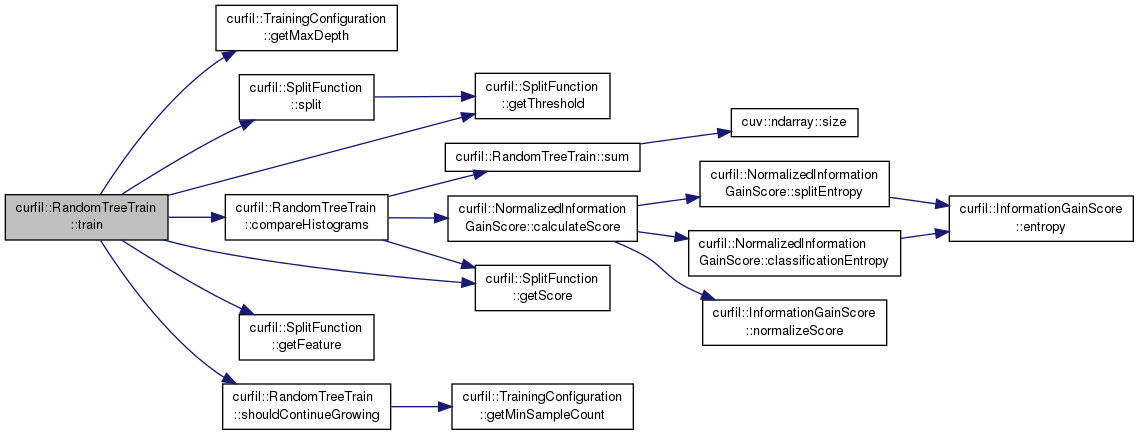 curfil::TrainingConfiguration
::getMaxDepth
curfil::SplitFunction
::split
curfil::SplitFunction
::getThreshold
cuv::ndarray::size
curfil::RandomTreeTrain::sum
curfil::NormalizedInformation
GainScore::splitEntropy
curfil::RandomTreeTrain
::train
curfil::RandomTreeTrain
::compareHistograms
curfil::NormalizedInformation
GainScore::calculateScore
curfil::InformationGainScore
::entropy
curfil::NormalizedInformation
GainScore::classificationEntropy
curfil::SplitFunction
::getScore
curfil::InformationGainScore
::normalizeScore
curfil::SplitFunction
::getFeature
curfil::RandomTreeTrain
::shouldContinueGrowing
curfil::TrainingConfiguration
::getMinSampleCount